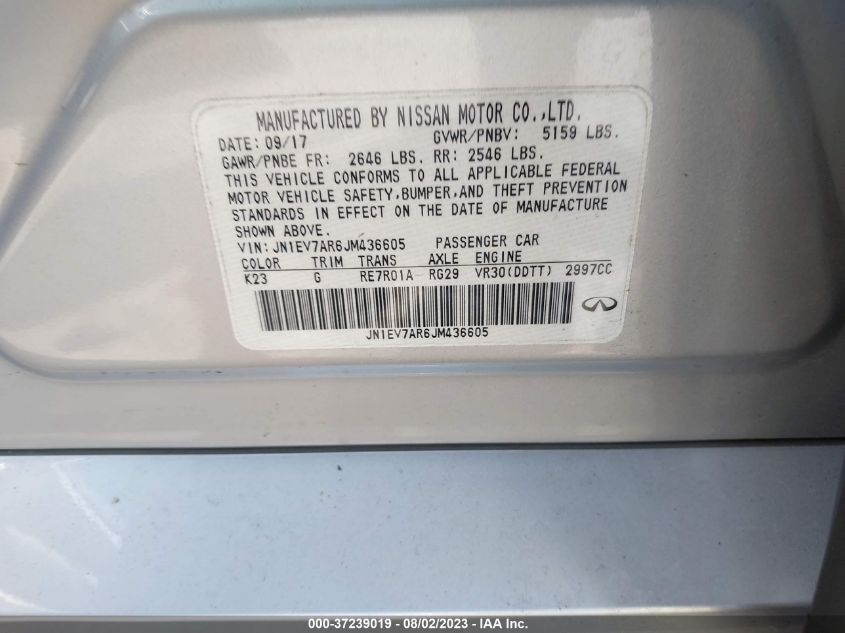 MANUFACTURED BY NISSAN MOTOR CO.,LTD.
DATE: 09/17 GVWR/PNBV: 5159 LBS.
GAWR/PNBE FR: 2646 LBS. RR: 2546 LBS.
THIS VEHICLE CONFORMS TO ALL APPLICABLE FEDERAL
MOTOR VEHICLE SAFETY,BUMPER,AND THEFT PREVENTION
STANDARDS IN EFFECT ON THE DATE OF MANUFACTURE
SHOWN ABOVE.
VIN: JN1EV7AR6JM436605 PASSENGER CAR
COLOR TRIM TRANS AXLE ENGINE
K23 G RE7R01A RG29 VR30(DDTT) 2997CC
JN1EV7AR6JM436605
000-37239019 - 08/02/2023 - IAA Inc.